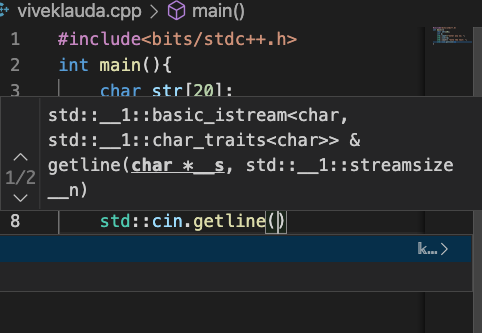 viveklauda.cpp > main()
1 #include<bits/stdc++.h>
2 int main(){
3 char str[20];
std::__1::basic_istream<char,
std::__1::char_traits<char>> &
getline(char *__s, std::__1::streamsize
__n)
1/2
8 std::cin.getline()
k... >